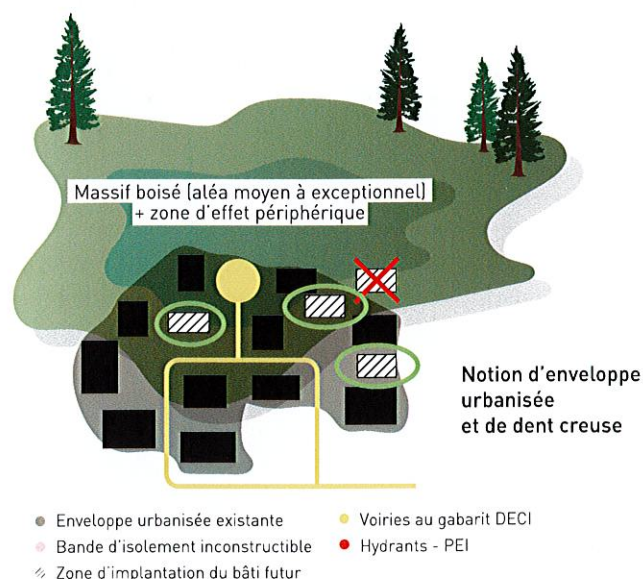 Massif boisé (aléa moyen à exceptionnel)
+ zone d'effet périphérique
Notion d'enveloppe
urbanisée
et de dent creuse
Enveloppe urbanisée existante
Bande d'isolement inconstructible
Zone d'implantation du bâti futur
Voiries au gabarit DECI
Hydrants - PEI